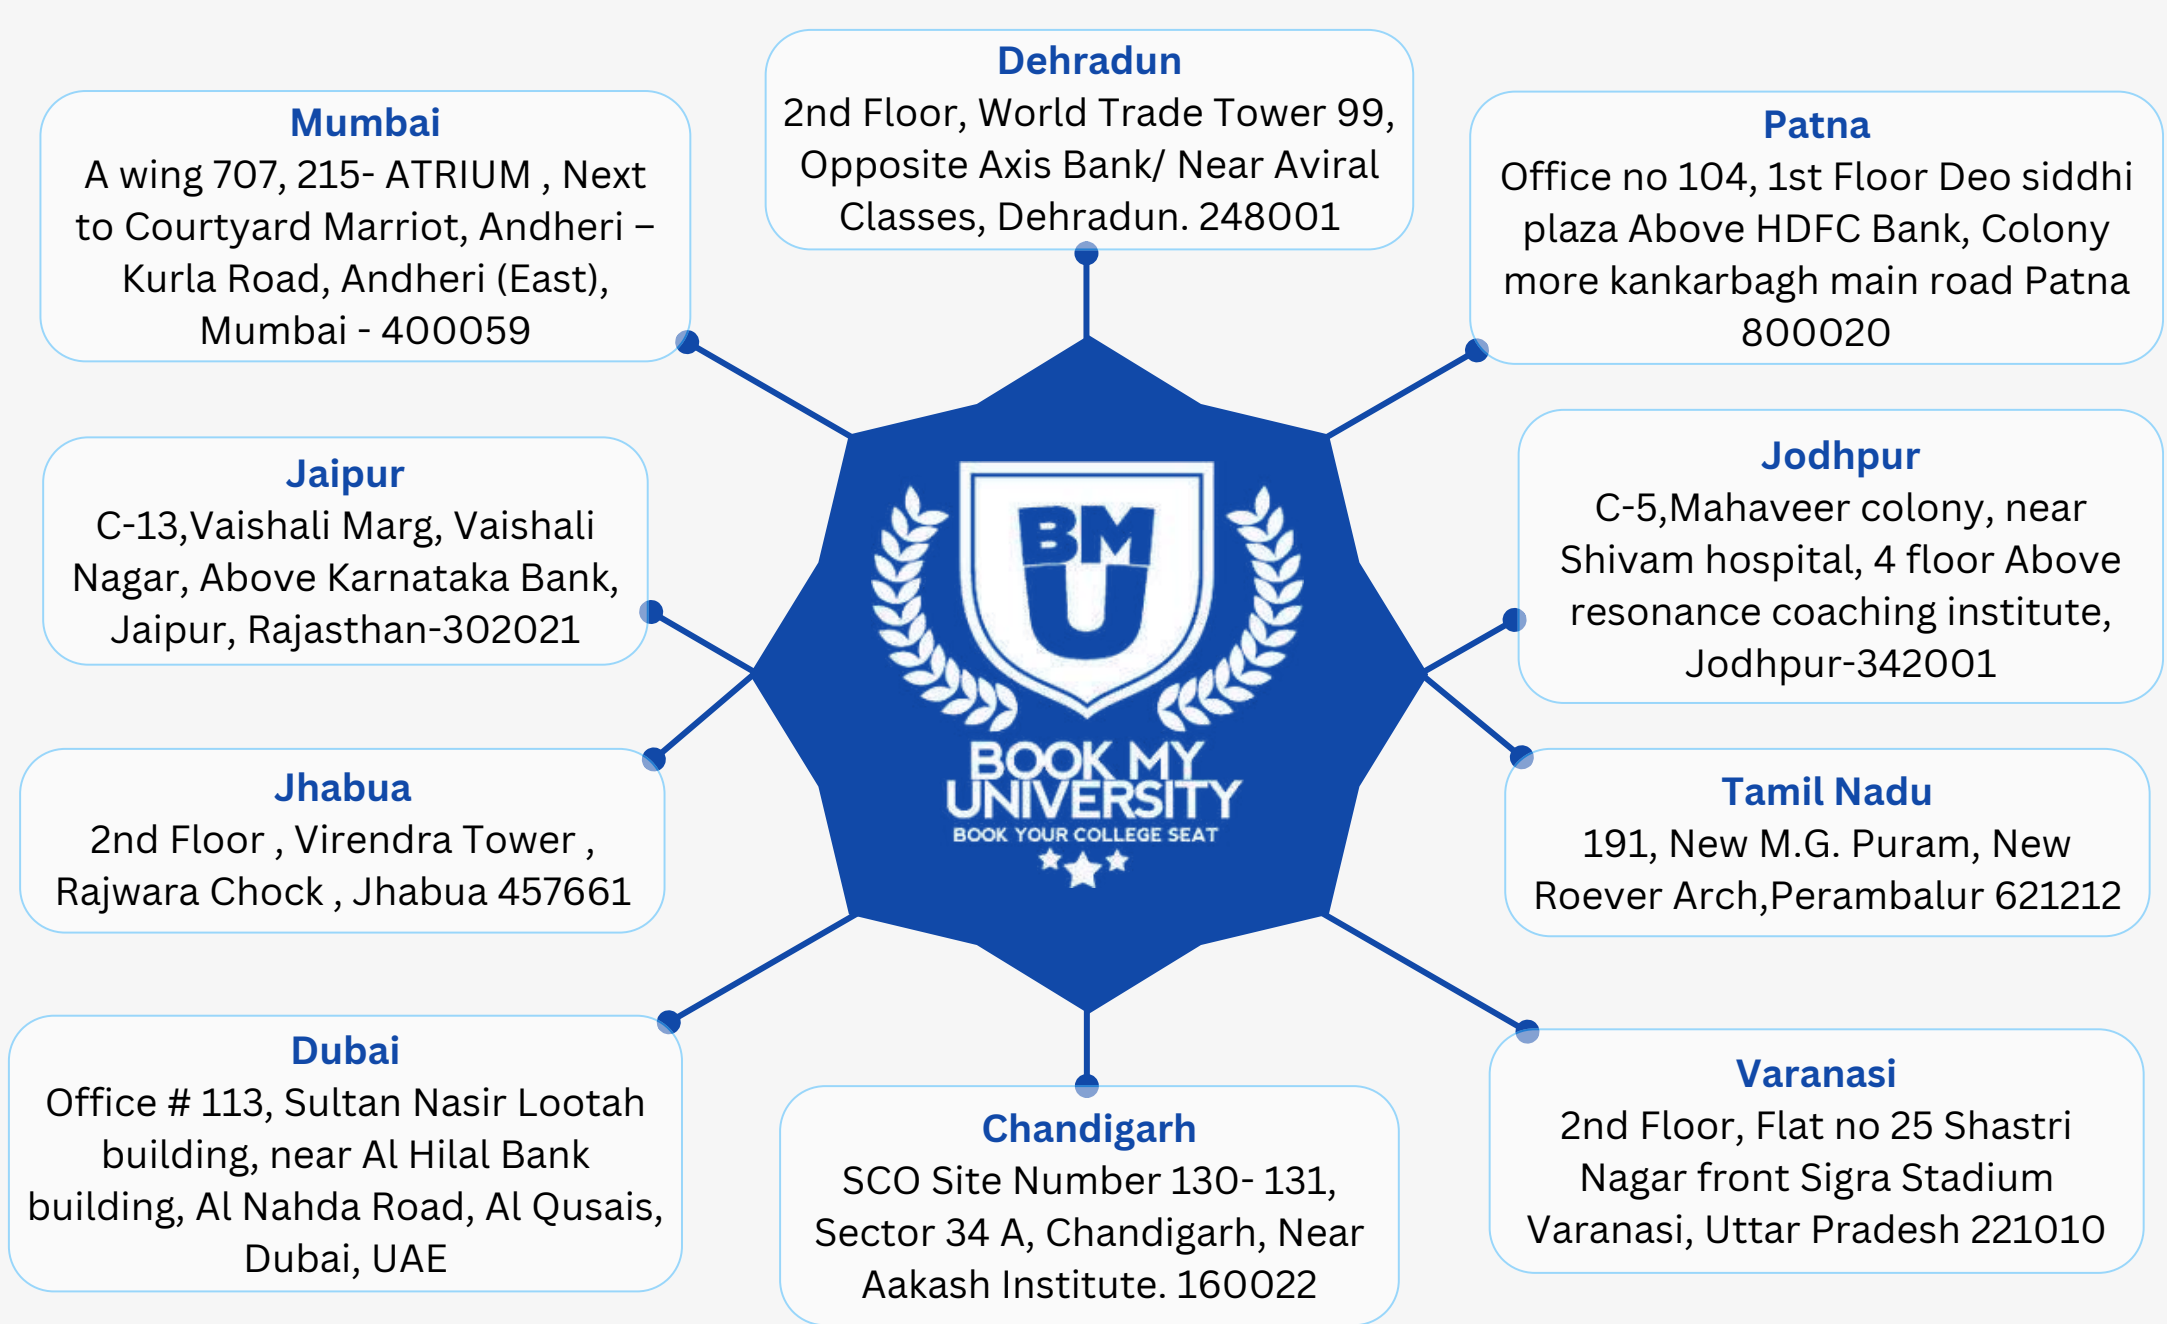 Dehradun
2nd Floor, World Trade Tower 99,
Opposite Axis Bank/ Near Aviral
Classes, Dehradun. 248001
Mumbai
A wing 707, 215- ATRIUM , Next
to Courtyard Marriot, Andheri –
Kurla Road, Andheri (East),
Mumbai - 400059
Patna
Office no 104, 1st Floor Deo siddhi
plaza Above HDFC Bank, Colony
more kankarbagh main road Patna
800020
Jaipur
C-13,Vaishali Marg, Vaishali
Nagar, Above Karnataka Bank,
Jaipur, Rajasthan-302021
Jodhpur
C-5,Mahaveer colony, near
Shivam hospital, 4 floor Above
resonance coaching institute,
Jodhpur-342001
BM
U
BOOK MY
UNIVERSITY
BOOK YOUR COLLEGE SEAT
Jhabua
2nd Floor , Virendra Tower ,
Rajwara Chock , Jhabua 457661
Tamil Nadu
191, New M.G. Puram, New
Roever Arch,Perambalur 621212
Dubai
Office # 113, Sultan Nasir Lootah
building, near Al Hilal Bank
building, Al Nahda Road, Al Qusais,
Dubai, UAE
Chandigarh
SCO Site Number 130- 131,
Sector 34 A, Chandigarh, Near
Aakash Institute. 160022
Varanasi
2nd Floor, Flat no 25 Shastri
Nagar front Sigra Stadium
Varanasi, Uttar Pradesh 221010